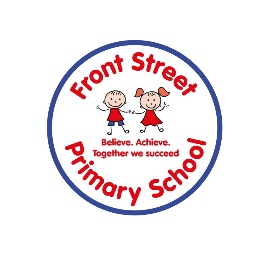 Front Street
Believe. Achieve.
Together we succeed
Primary School